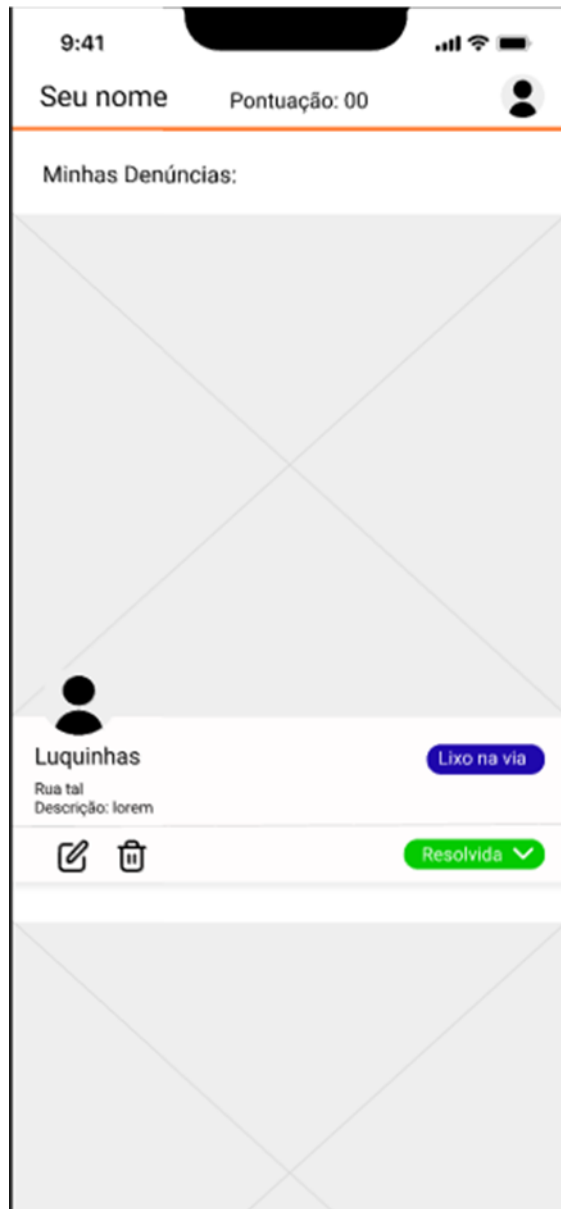 9:41
Seu nome
Pontuação: 00
Minhas Denúncias:
Luquinhas
Lixo na via
Rua tal
Descrição: lorem
Resolvida